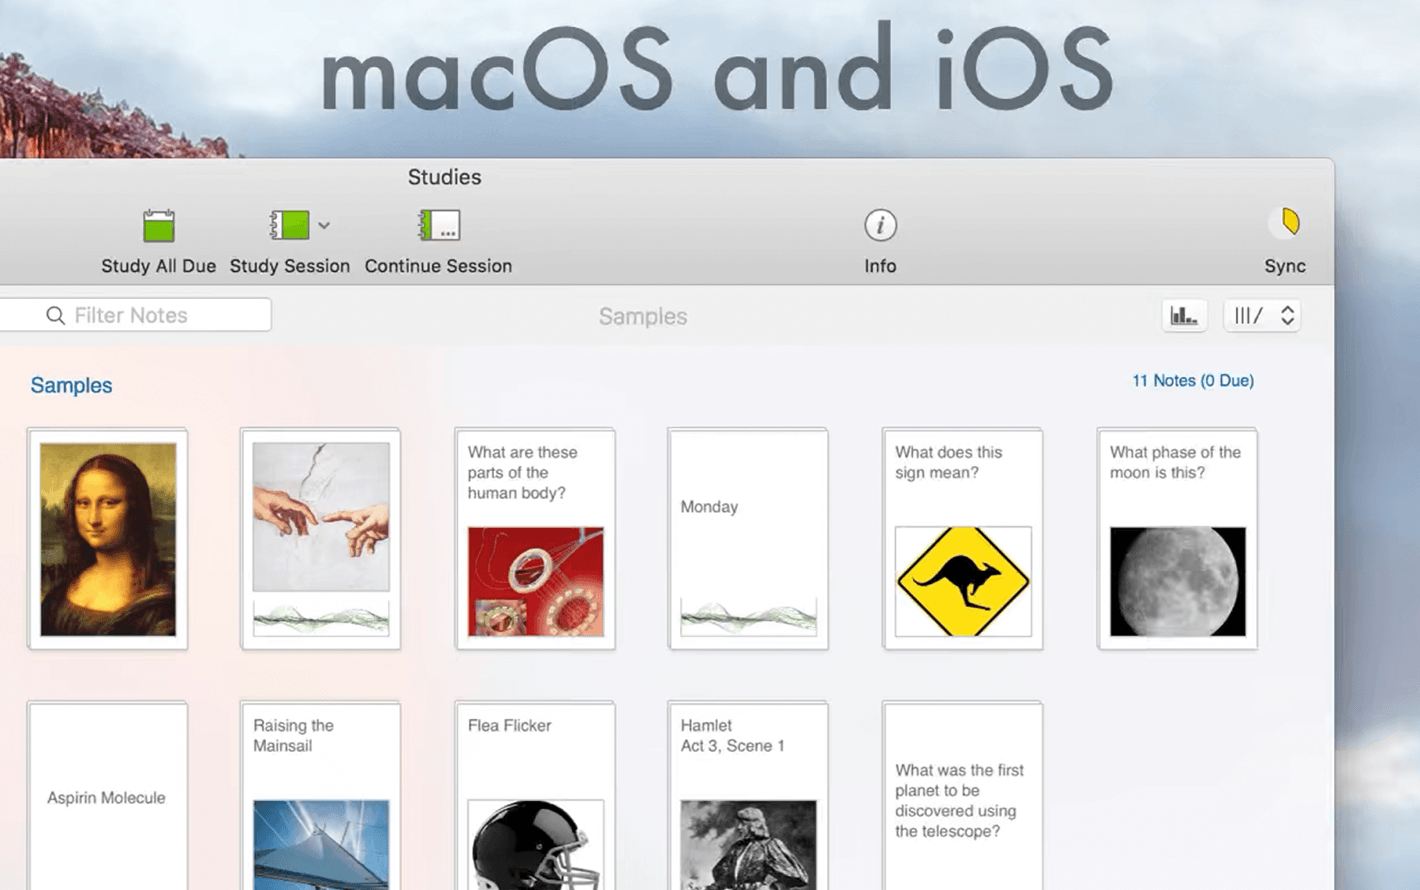 macOS and iOS
Studies
Study All Due
Study Session
Continue Session
Info
Sync
Filter Notes
Samples
Samples
11 Notes (0 Due)
What are these
parts of the
human body?
Monday
What does this
sign mean?
What phase of the
moon is this?
Aspirin Molecule
Raising the
Mainsail
Flea Flicker
Hamlet
Act 3, Scene 1
What was the first
planet to be
discovered using
the telescope?